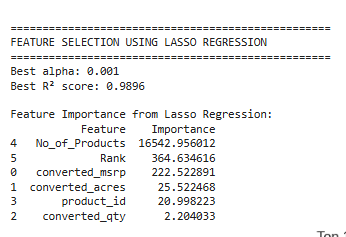 ==================================================
FEATURE SELECTION USING LASSO REGRESSION
==================================================
Best alpha: 0.001
Best R² score: 0.9896
Feature Importance from Lasso Regression:
Feature Importance
4 No_of_Products 16542.956012
5 Rank 364.634616
0 converted_msrp 222.522891
1 converted_acres 25.522468
3 product_id 20.998223
2 converted_qty 2.204033